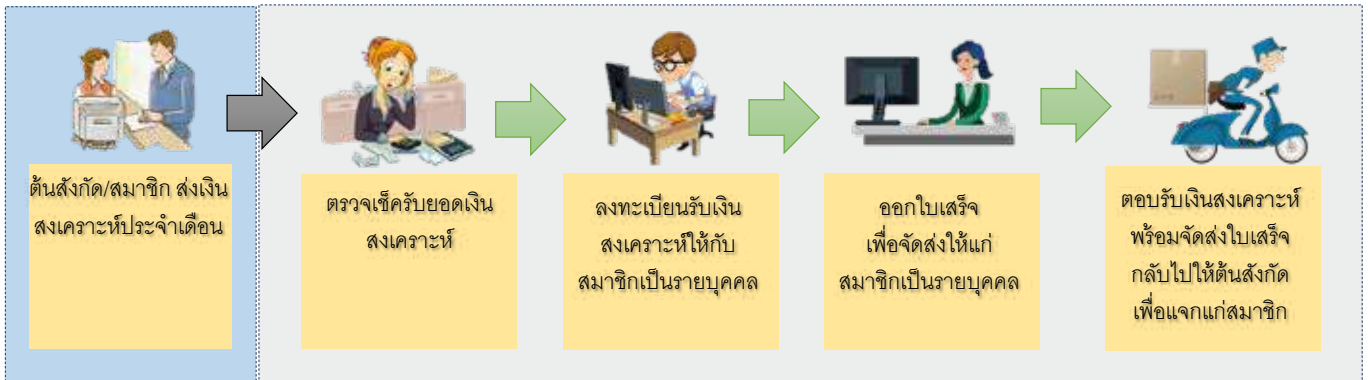 ต้นสังกัด/สมาชิก ส่งเงิน
สงเคราะห์ประจำเดือน
ตรวจเช็ครับยอดเงิน
สงเคราะห์
ลงทะเบียนรับเงิน
สงเคราะห์ให้กับ
สมาชิกเป็นรายบุคคล
ออกใบเสร็จ
เพื่อจัดส่งให้แก่
สมาชิกเป็นรายบุคคล
ตอบรับเงินสงเคราะห์
พร้อมจัดส่งใบเสร็จ
กลับไปให้ต้นสังกัด
เพื่อแจกแก่สมาชิก